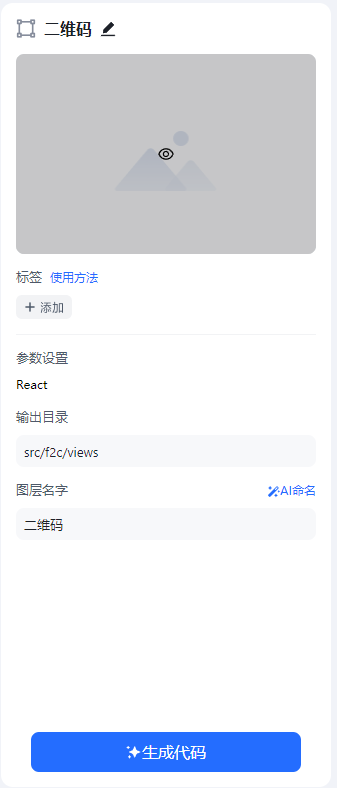 二维码
标签 使用方法
添加
参数设置
React
输出目录
src/f2c/views
图层名字 AI命名
二维码
生成代码